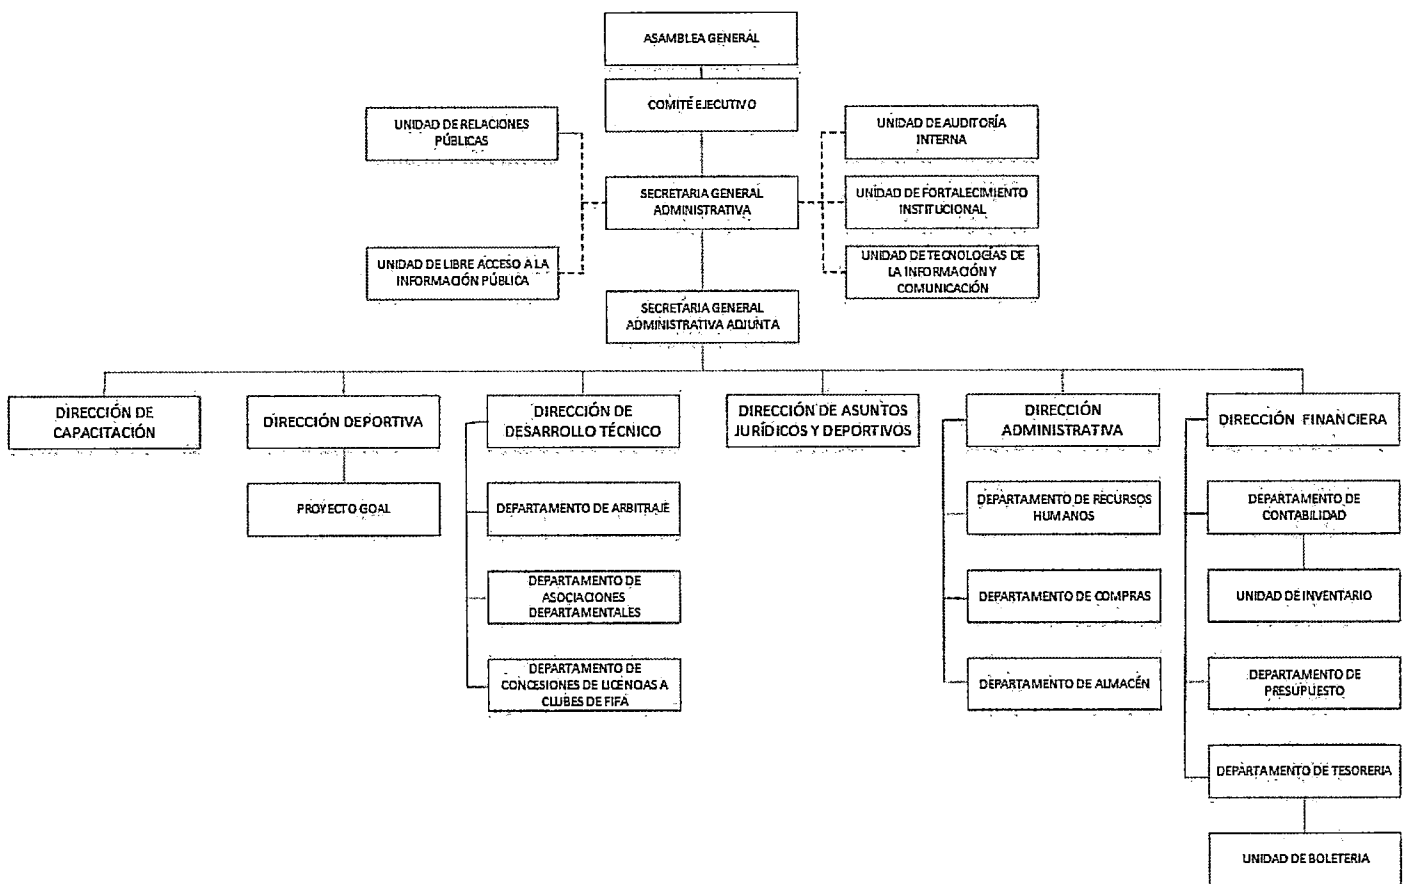 ASAMBLEA GENERAL
COMITÉ EJECUTIVO
UNIDAD DE RELACIONES
PÚBLICAS
UNIDAD DE AUDITORÍA
INTERNA
SECRETARIA GENERAL
ADMINISTRATIVA
UNIDAD DE FORTALECIMIENTO
INSTITUCIONAL
UNIDAD DE LIBRE ACCESO A LA
INFORMACIÓN PÚBLICA
UNIDAD DE TECNOLOGÍAS DE
LA INFORMACIÓN Y
COMUNICACIÓN
SECRETARIA GENERAL
ADMINISTRATIVA ADJUNTA
DIRECCIÓN DE
CAPACITACIÓN
DIRECCIÓN DEPORTIVA
DIRECCIÓN DE
DESARROLLO TÉCNICO
DIRECCIÓN DE ASUNTOS
JURÍDICOS Y DEPORTIVOS
DIRECCIÓN
ADMINISTRATIVA
DIRECCIÓN FINANCIERA
PROYECTO GOAL
DEPARTAMENTO DE ARBITRAJE
DEPARTAMENTO DE RECURSOS
HUMANOS
DEPARTAMENTO DE
CONTABILIDAD
DEPARTAMENTO DE
ASOCIACIONES
DEPARTAMENTALES
DEPARTAMENTO DE COMPRAS
UNIDAD DE INVENTARIO
DEPARTAMENTO DE
CONCESIONES DE LICENCIAS A
CLUBES DE FIFA
DEPARTAMENTO DE ALMACÉN
DEPARTAMENTO DE
PRESUPUESTO
DEPARTAMENTO DE TESORERIA
UNIDAD DE BOLETERIA